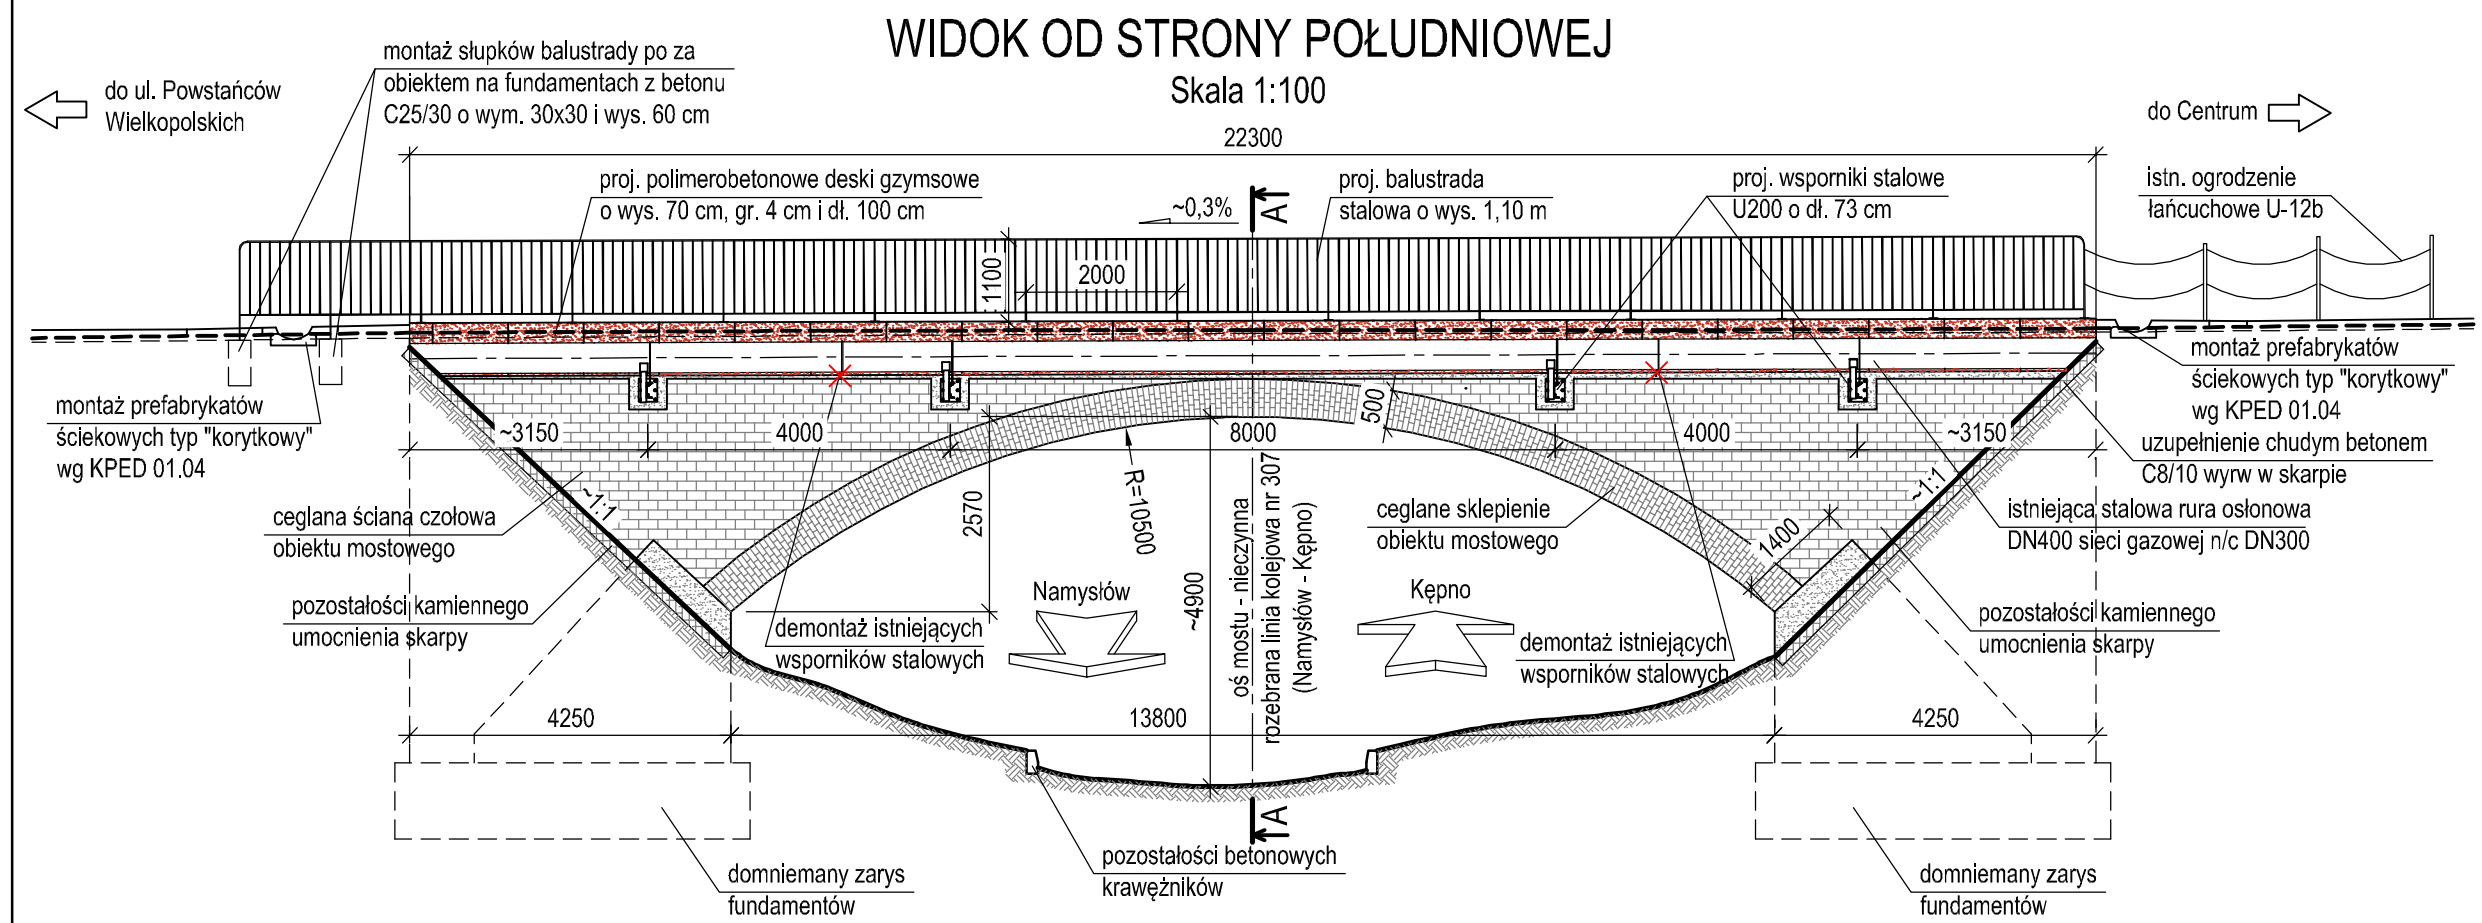 WIDOK OD STRONY POŁUDNIOWEJ
Skala 1:100
do ul. Powstańców
Wielkopolskich
montaż słupków balustrady po za
obiektem na fundamentach z betonu
C25/30 o wym. 30x30 i wys. 60 cm
do Centrum
22300
proj. polimerobetonowe deski gzymsowe
o wys. 70 cm, gr. 4 cm i dł. 100 cm
~0,3%
A
proj. balustrada
stalowa o wys. 1,10 m
proj. wsporniki stalowe
U200 o dł. 73 cm
istn. ogrodzenie
łańcuchowe U-12b
1100
2000
montaż prefabrykatów
ściekowych typ "korytkowy"
wg KPED 01.04
montaż prefabrykatów
ściekowych typ "korytkowy"
wg KPED 01.04
~3150
4000
8000
500
4000
~3150
uzupełnienie chudym betonem
C8/10 wyrw w skarpie
~1:1
2570
R=10500
~1:1
ceglana ściana czołowa
obiektu mostowego
ceglane sklepienie
obiektu mostowego
1400
istniejąca stalowa rura osłonowa
DN400 sieci gazowej n/c DN300
pozostałości kamiennego
umocnienia skarpy
Namysłów
~4900
oś mostu - nieczynna
rozebrana linia kolejowa nr 307
(Namysłów - Kępno)
Kępno
pozostałości kamiennego
umocnienia skarpy
demontaż istniejących
wsporników stalowych
demontaż istniejących
wsporników stalowych
4250
13800
4250
A
pozostałości betonowych
krawężników
domniemany zarys
fundamentów
domniemany zarys
fundamentów